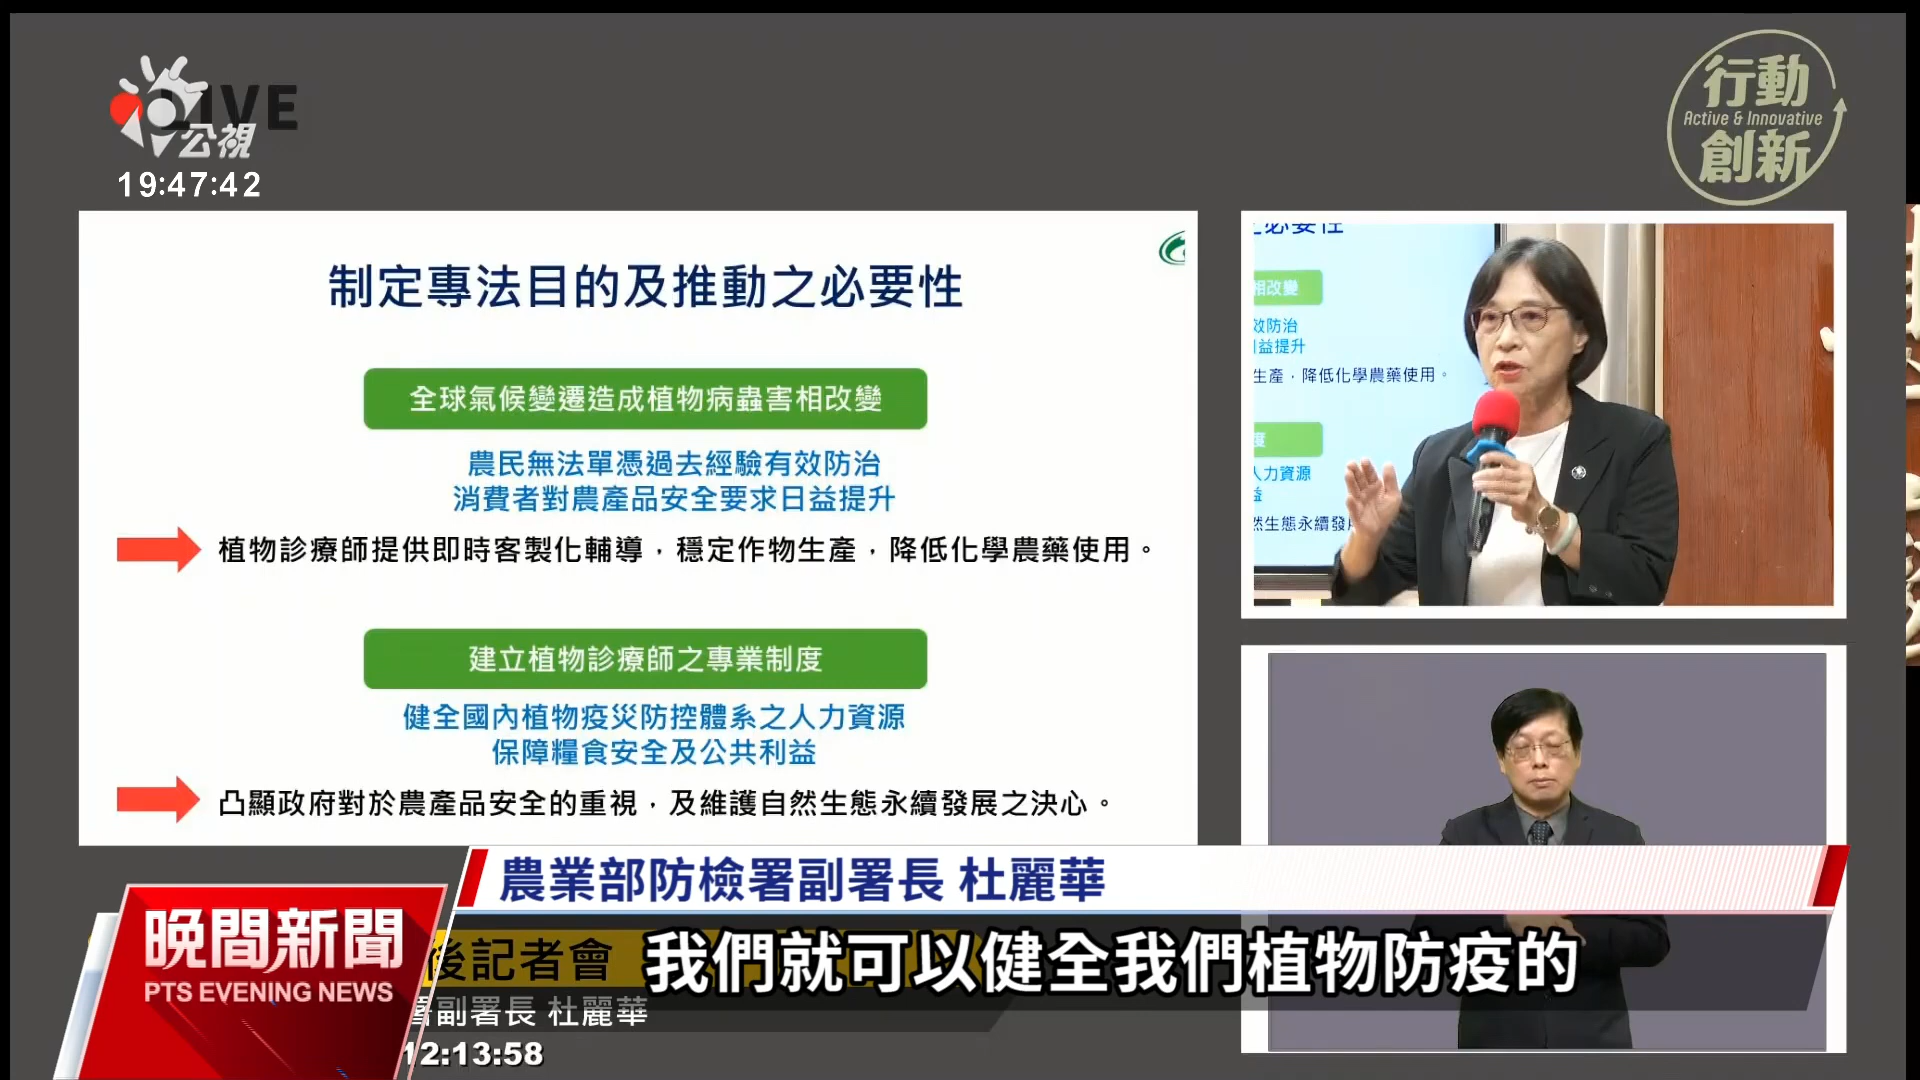 LIVE
公視
19:47:42
行動
Active & Innovative
創新
制定專法目的及推動之必要性
全球氣候變遷造成植物病蟲害相改變
農民無法單憑過去經驗有效防治
消費者對農產品安全要求日益提升
植物診療師提供即時客製化輔導，穩定作物生產，降低化學農藥使用。
建立植物診療師之專業制度
健全國內植物疫災防控體系之人力資源
保障糧食安全及公共利益
凸顯政府對於農產品安全的重視，及維護自然生態永續發展之決心。
必要性
相改變
效防治
益提升
生產，降低化學農藥使用。
度
人力資源
益
然生態永續發
農業部防檢署副署長 杜麗華
晚間新聞
PTS EVENING NEWS
後記者會
我們就可以健全我們植物防疫的
署副署長 杜麗華
12:13:58